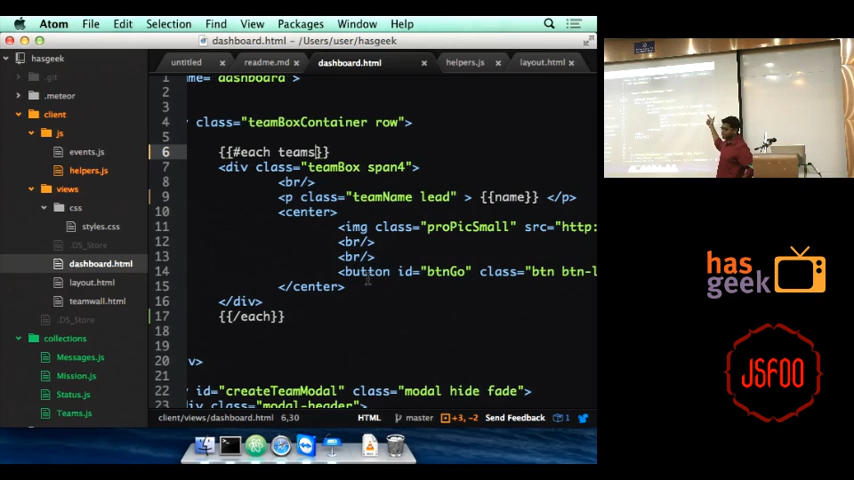 Atom File Edit Selection Find View Packages Window Help
dashboard.html - /Users/user/hasgeek
hasgeek
.git
.meteor
client
js
events.js
helpers.js
views
css
styles.css
.DS_Store
dashboard.html
layout.html
teamwall.html
.DS_Store
collections
Messages.js
Mission.js
Status.js
Teams.js
untitled readme.md dashboard.html helpers.js layout.html
1 me="dashboard">
2
3
4 r class="teamBoxContainer row">
5
6 {{#each teams}}
7 <div class="teamBox span4">
8 <br/>
9 <p class="teamName lead" > {{name}} </p>
10 <center>
11 <img class="proPicSmall" src="http:
12 <br/>
13 <br/>
14 <button id="btnGo" class="btn btn-l
15 </center>
16 </div>
17 {{/each}}
18
19
20 v>
21
22 r id="createTeamModal" class="modal hide fade">
23 div class="modal-header">
client/views/dashboard.html 6,30 HTML master +3, -2 Send Feedback 1
has
geek
JSFOO